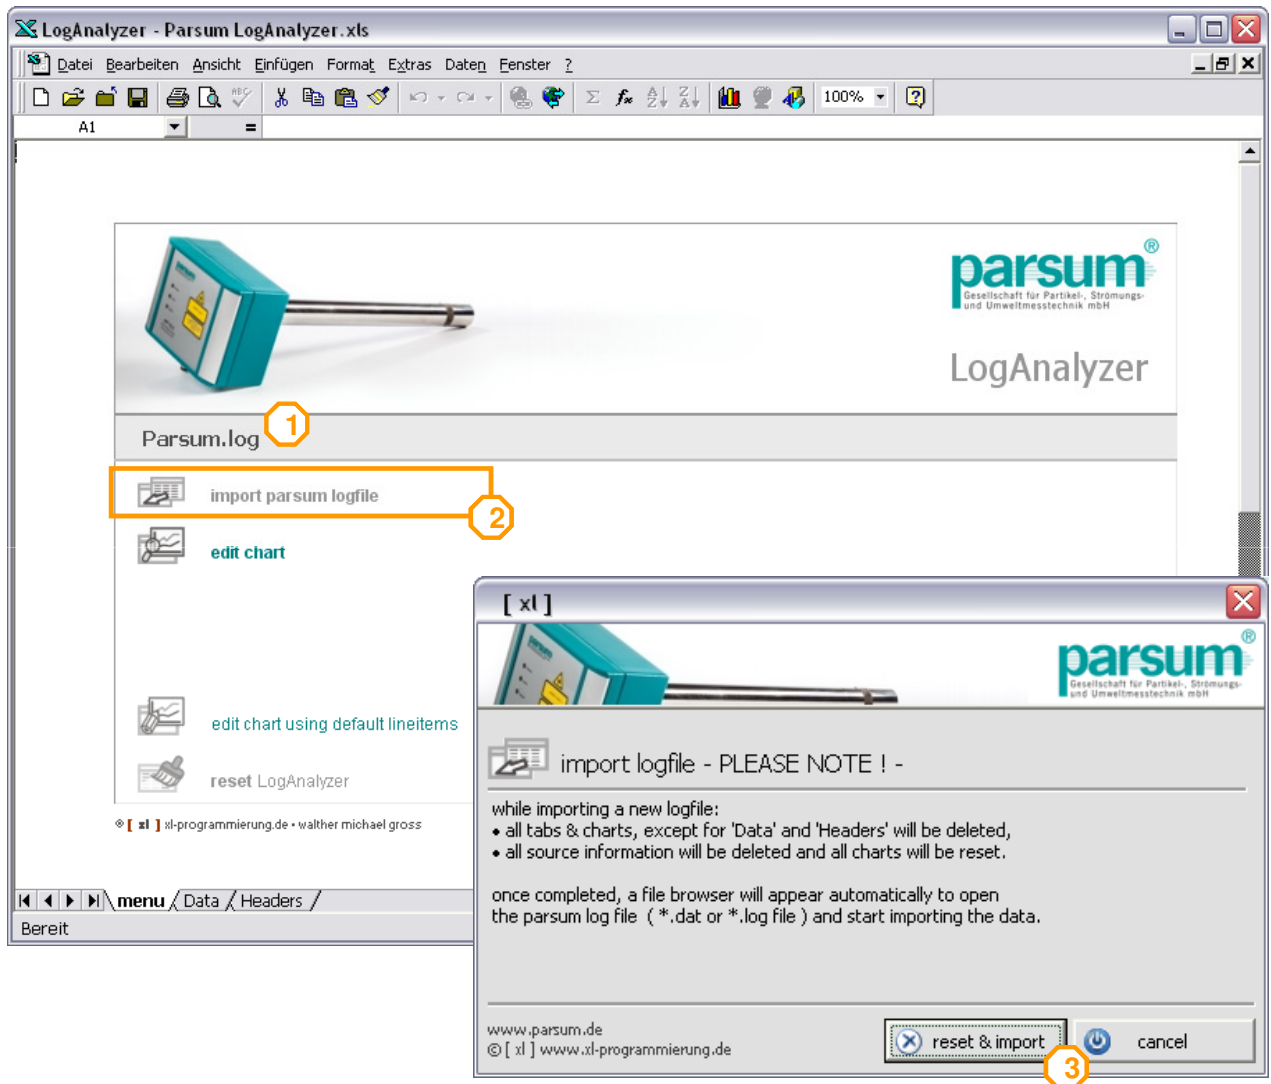 LogAnalyzer - Parsum LogAnalyzer.xls
Datei Bearbeiten Ansicht Einfügen Format Extras Daten Fenster ?
100%
A1 =
parsum®
Gesellschaft für Partikel-, Strömungs-
und Umweltmesstechnik mbH
LogAnalyzer
Parsum.log
1
import parsum logfile
2
edit chart
edit chart using default lineitems
reset LogAnalyzer
® [ xl ] xl-programmierung.de • walther michael gross
menu Data Headers
Bereit
[ xl ]
parsum®
Gesellschaft für Partikel-, Strömungs-
und Umweltmesstechnik mbH
import logfile - PLEASE NOTE ! -
while importing a new logfile:
• all tabs & charts, except for 'Data' and 'Headers' will be deleted,
• all source information will be deleted and all charts will be reset.
once completed, a file browser will appear automatically to open
the parsum log file ( *.dat or *.log file ) and start importing the data.
www.parsum.de
© [ xl ] www.xl-programmierung.de
reset & import
cancel
3